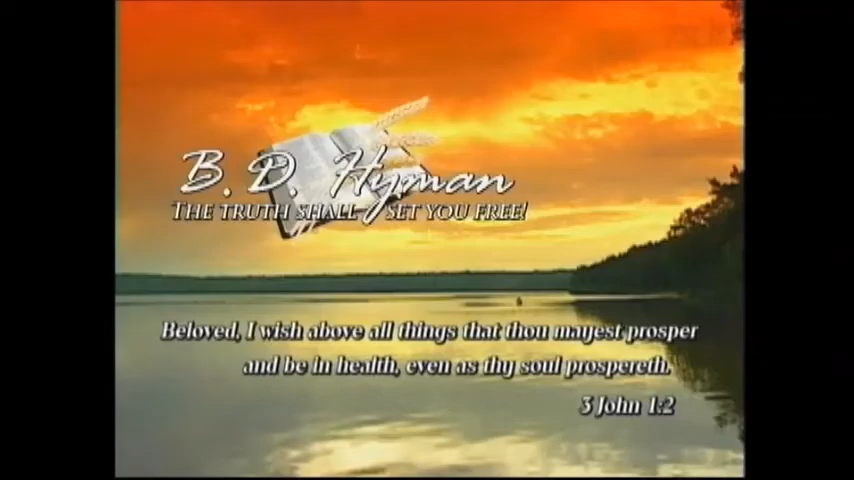 B. D. Hyman
THE TRUTH SHALL SET YOU FREE!
Beloved, I wish above all things that thou mayest prosper
and be in health, even as thy soul prospereth.
3 John 1:2